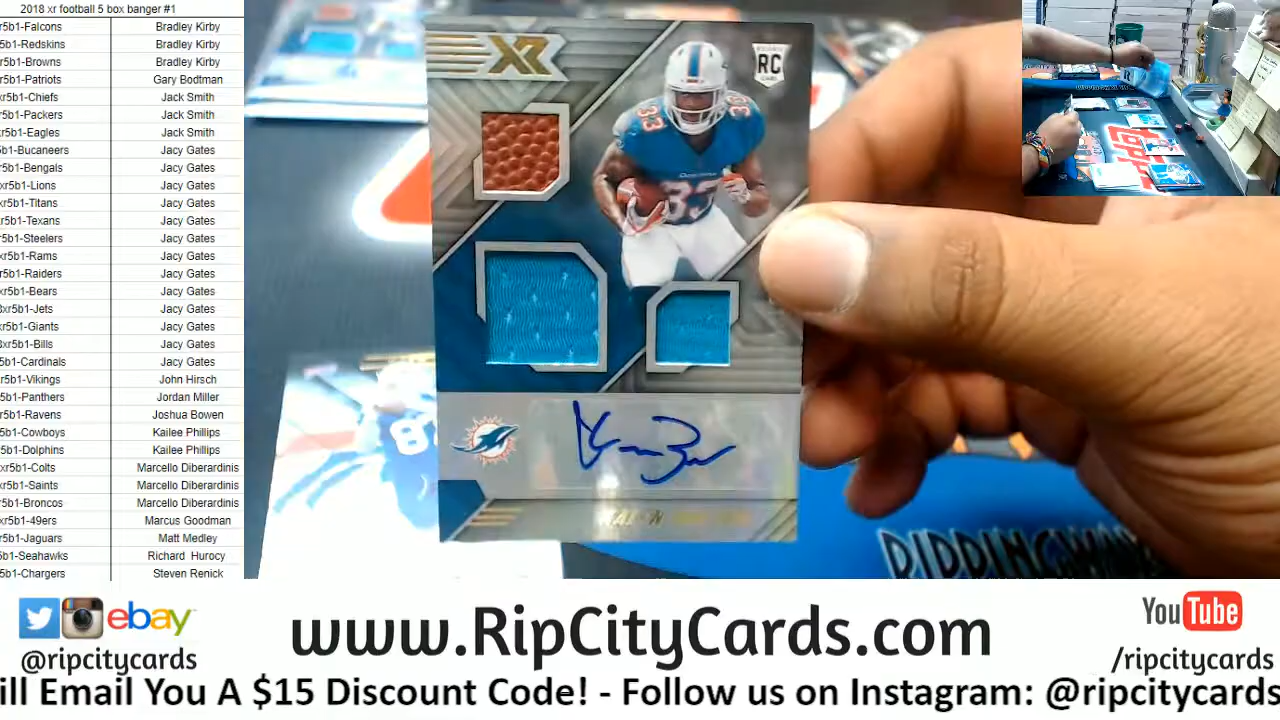 2018 xr football 5 box banger #1
r5b1-Falcons Bradley Kirby
5b1-Redskins Bradley Kirby
r5b1-Browns Bradley Kirby
r5b1-Patriots Gary Bodtman
xr5b1-Chiefs Jack Smith
r5b1-Packers Jack Smith
xr5b1-Eagles Jack Smith
5b1-Bucaneers Jacy Gates
r5b1-Bengals Jacy Gates
xr5b1-Lions Jacy Gates
xr5b1-Titans Jacy Gates
xr5b1-Texans Jacy Gates
r5b1-Steelers Jacy Gates
xr5b1-Rams Jacy Gates
r5b1-Raiders Jacy Gates
xr5b1-Bears Jacy Gates
xr5b1-Jets Jacy Gates
xr5b1-Giants Jacy Gates
xr5b1-Bills Jacy Gates
5b1-Cardinals Jacy Gates
r5b1-Vikings John Hirsch
5b1-Panthers Jordan Miller
r5b1-Ravens Joshua Bowen
5b1-Cowboys Kailee Phillips
5b1-Dolphins Kailee Phillips
xr5b1-Colts Marcello Diberardinis
r5b1-Saints Marcello Diberardinis
5b1-Broncos Marcello Diberardinis
xr5b1-49ers Marcus Goodman
r5b1-Jaguars Matt Medley
b1-Seahawks Richard Hurocy
5b1-Chargers Steven Renick
XR
RC
33
33
RIPPING
ebay
@ripcitycards
www.RipCityCards.com
YouTube
/ripcitycards
ill Email You A $15 Discount Code! - Follow us on Instagram: @ripcitycards